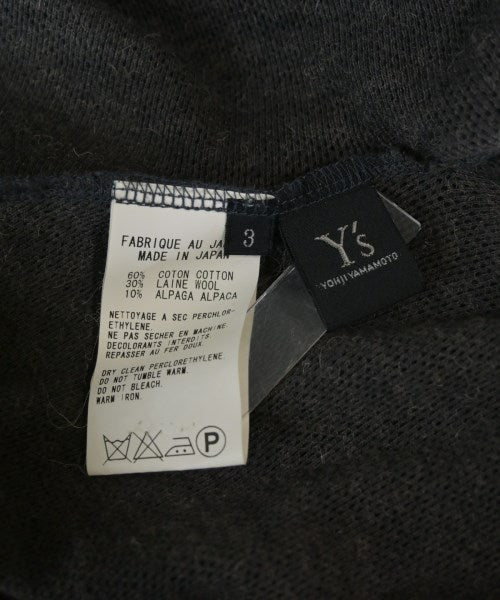 FABRIQUE AU
MADE IN JAPAN
60% COTON COTTON
30% LAINE WOOL
10% ALPAGA ALPACA
NETTOYAGE A SEC PERCHLOR-
ETHYLENE.
NE PAS SECHER EN MACHINE
DECOLORANTS INTERDITS
REPASSER AU FER DOUX.
DRY CLEAN PERCLORETHYLENE.
DO NOT TUMBLE WARM.
DO NOT BLEACH.
WARM IRON.
P
3
Y's
YOHJI YAMAMOTO